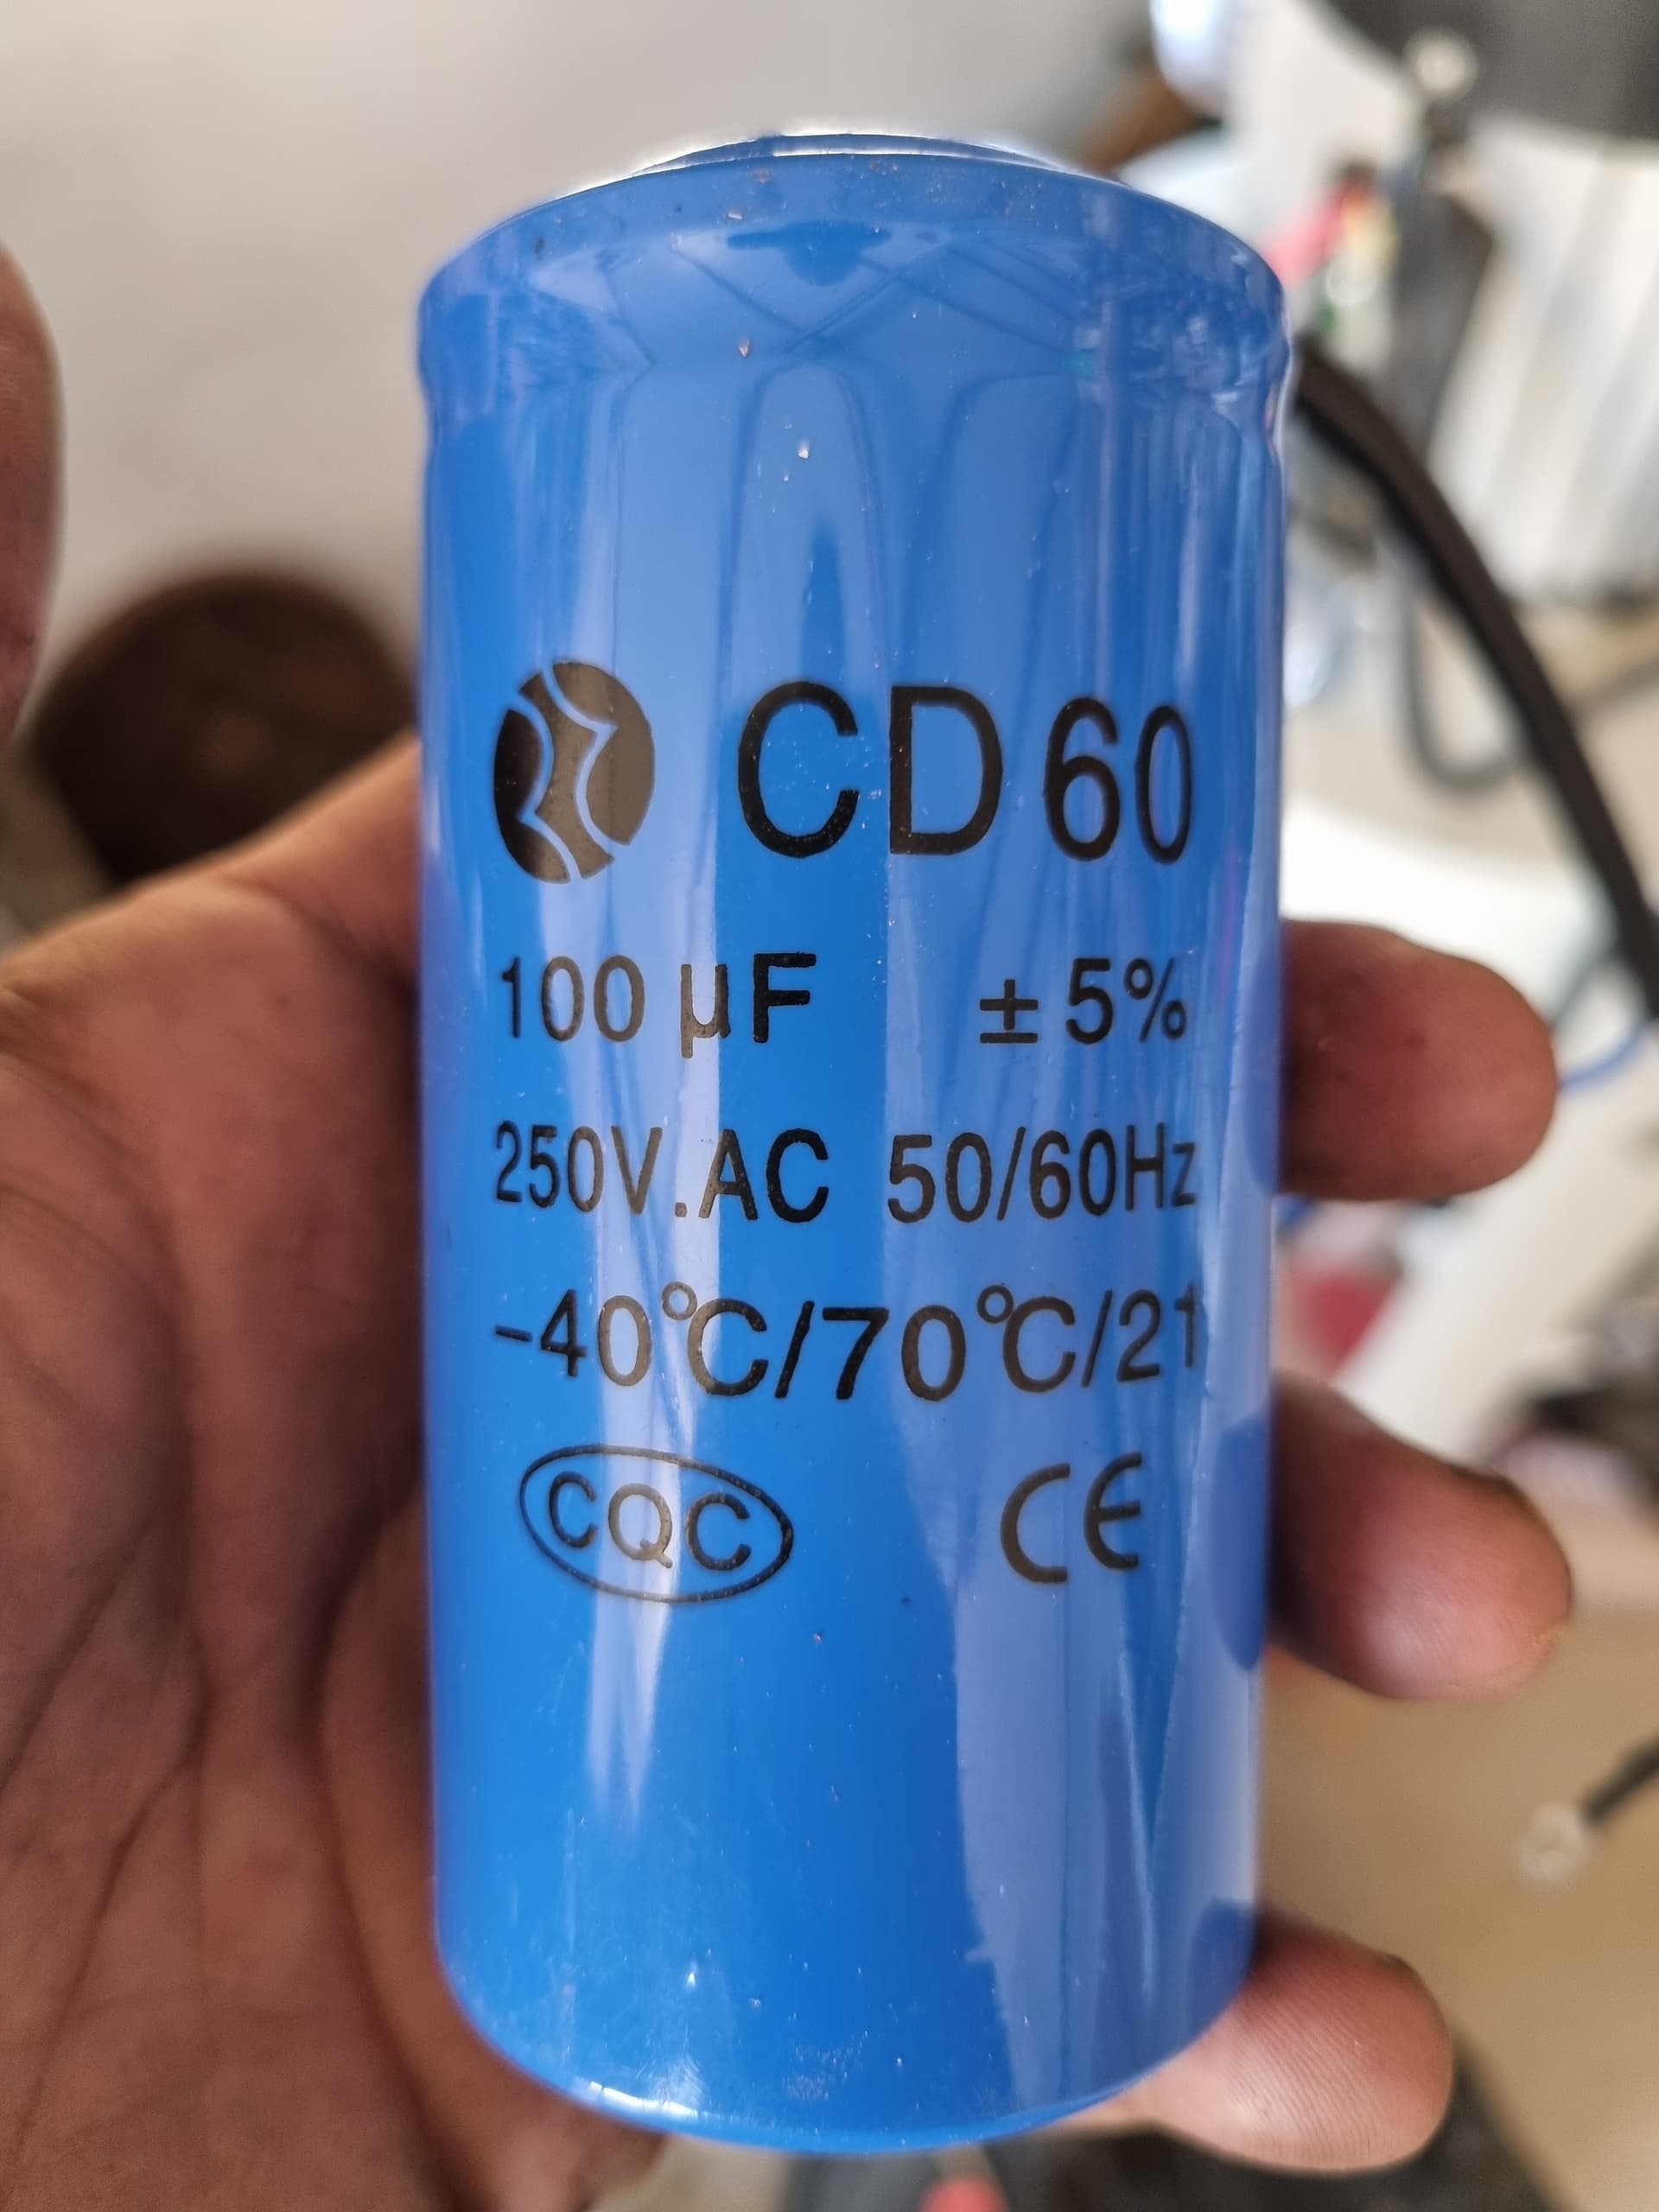 CD60
100 µF ±5%
250V.AC 50/60Hz
-40℃/70℃/21
CQC CE